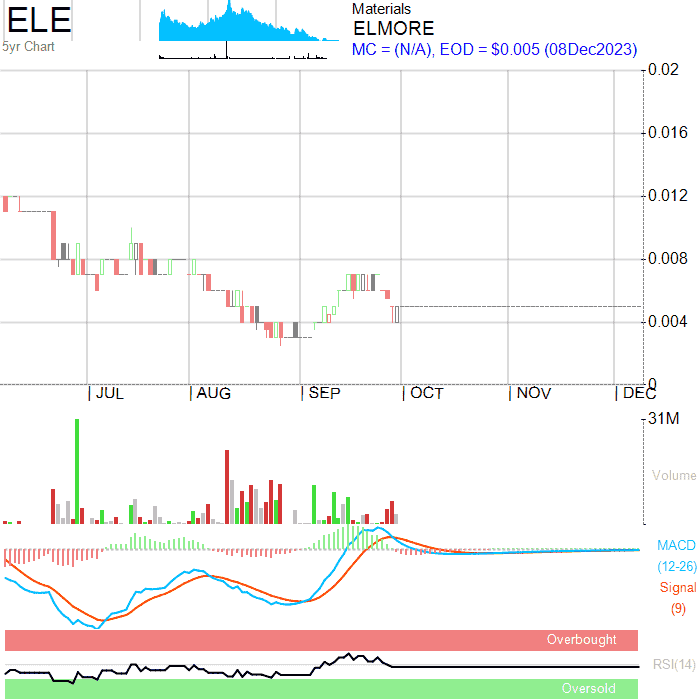 ELE
5yr Chart
Materials
ELMORE
MC = (N/A), EOD = $0.005 (08Dec2023)
0.02
0.016
0.012
0.008
0.004
0
JUL AUG SEP OCT NOV DEC
31M
Volume
MACD
(12-26)
Signal
(9)
Overbought
RSI(14)
Oversold